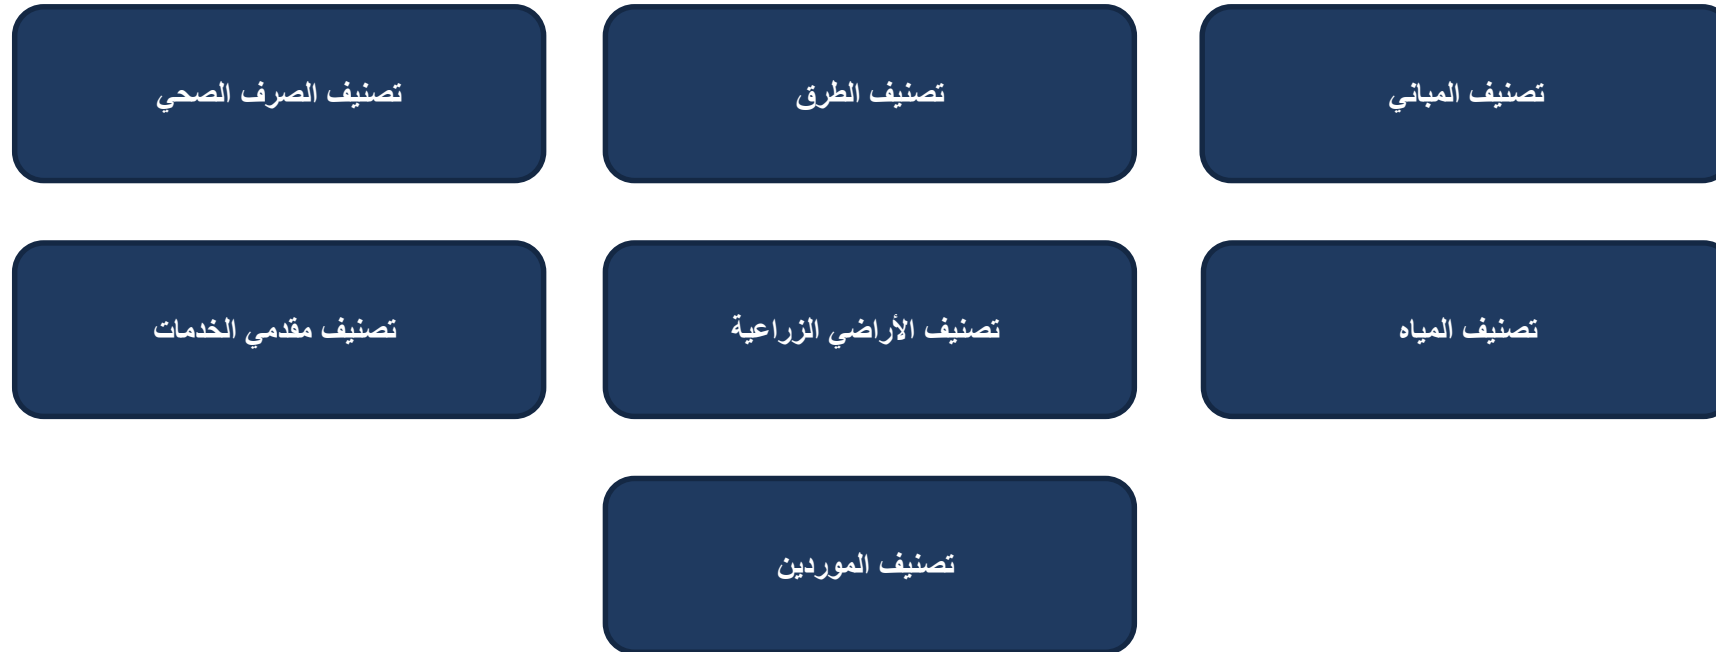 تصنيف المباني
تصنيف الطرق
تصنيف الصرف الصحي
تصنيف المياه
تصنيف الأراضي الزراعية
تصنيف مقدمي الخدمات
تصنيف الموردين